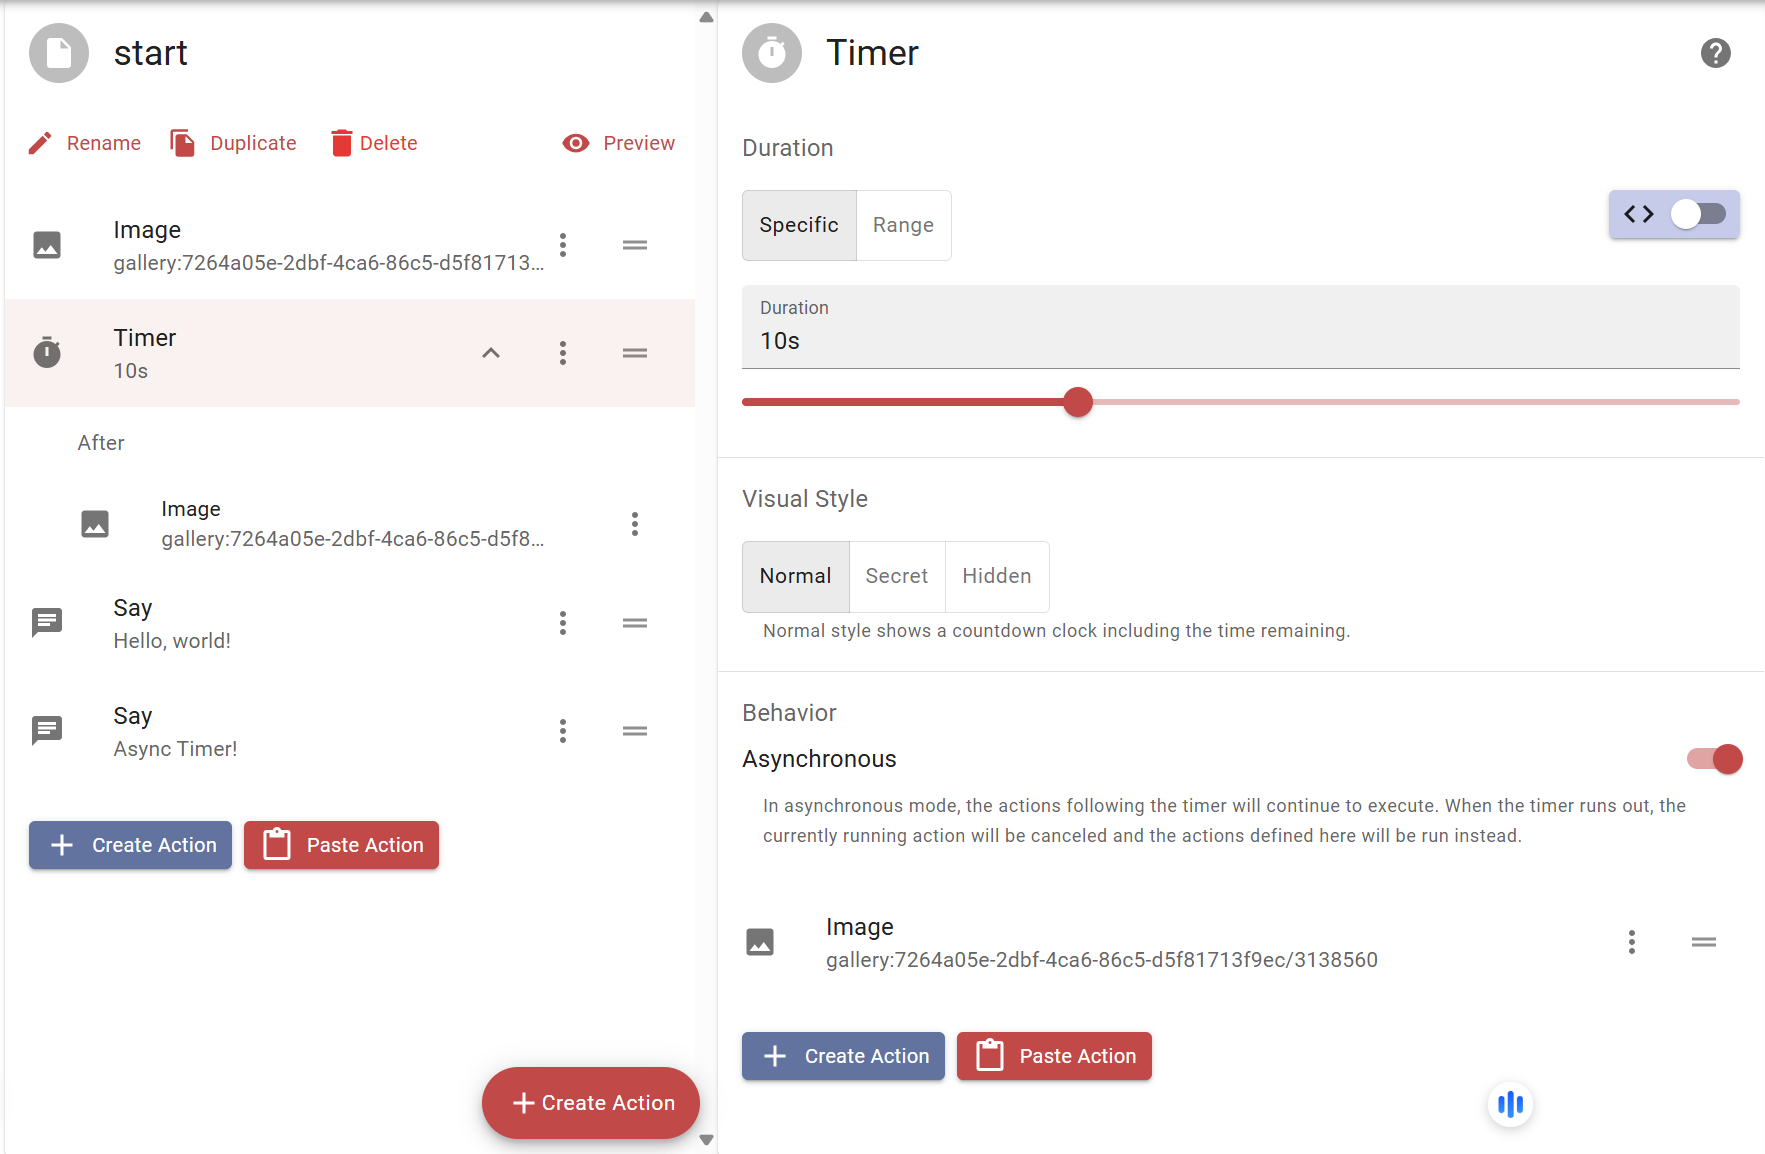 start
Rename
Duplicate
Delete
Preview
Image
gallery:7264a05e-2dbf-4ca6-86c5-d5f81713...
Timer
10s
After
Image
gallery:7264a05e-2dbf-4ca6-86c5-d5f8...
Say
Hello, world!
Say
Async Timer!
Create Action
Paste Action
Create Action
Timer
Duration
Specific
Range
Duration
10s
Visual Style
Normal
Secret
Hidden
Normal style shows a countdown clock including the time remaining.
Behavior
Asynchronous
In asynchronous mode, the actions following the timer will continue to execute. When the timer runs out, the
currently running action will be canceled and the actions defined here will be run instead.
Image
gallery:7264a05e-2dbf-4ca6-86c5-d5f81713f9ec/3138560
Create Action
Paste Action